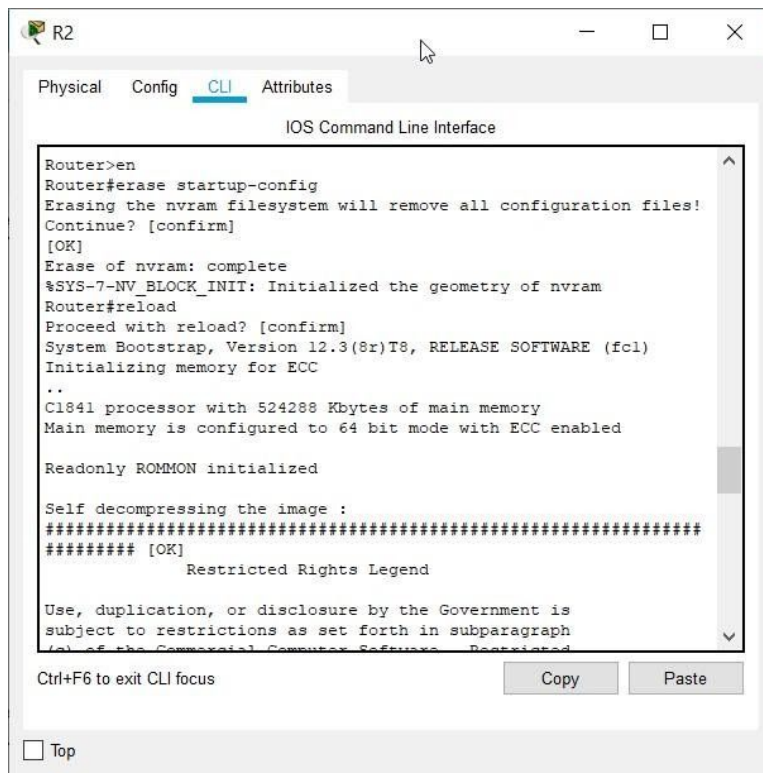 R2
Physical Config CLI Attributes
IOS Command Line Interface
Router>en
Router#erase startup-config
Erasing the nvram filesystem will remove all configuration files!
Continue? [confirm]
[OK]
Erase of nvram: complete
%SYS-7-NV_BLOCK_INIT: Initialized the geometry of nvram
Router#reload
Proceed with reload? [confirm]
System Bootstrap, Version 12.3(8r)T8, RELEASE SOFTWARE (fc1)
Initializing memory for ECC
..
C1841 processor with 524288 Kbytes of main memory
Main memory is configured to 64 bit mode with ECC enabled
Readonly ROMMON initialized
Self decompressing the image :
#################################################################
######### [OK]
Restricted Rights Legend
Use, duplication, or disclosure by the Government is
subject to restrictions as set forth in subparagraph
(c) of the Commercial Computer Software - Restricted
Ctrl+F6 to exit CLI focus
Copy Paste
Top